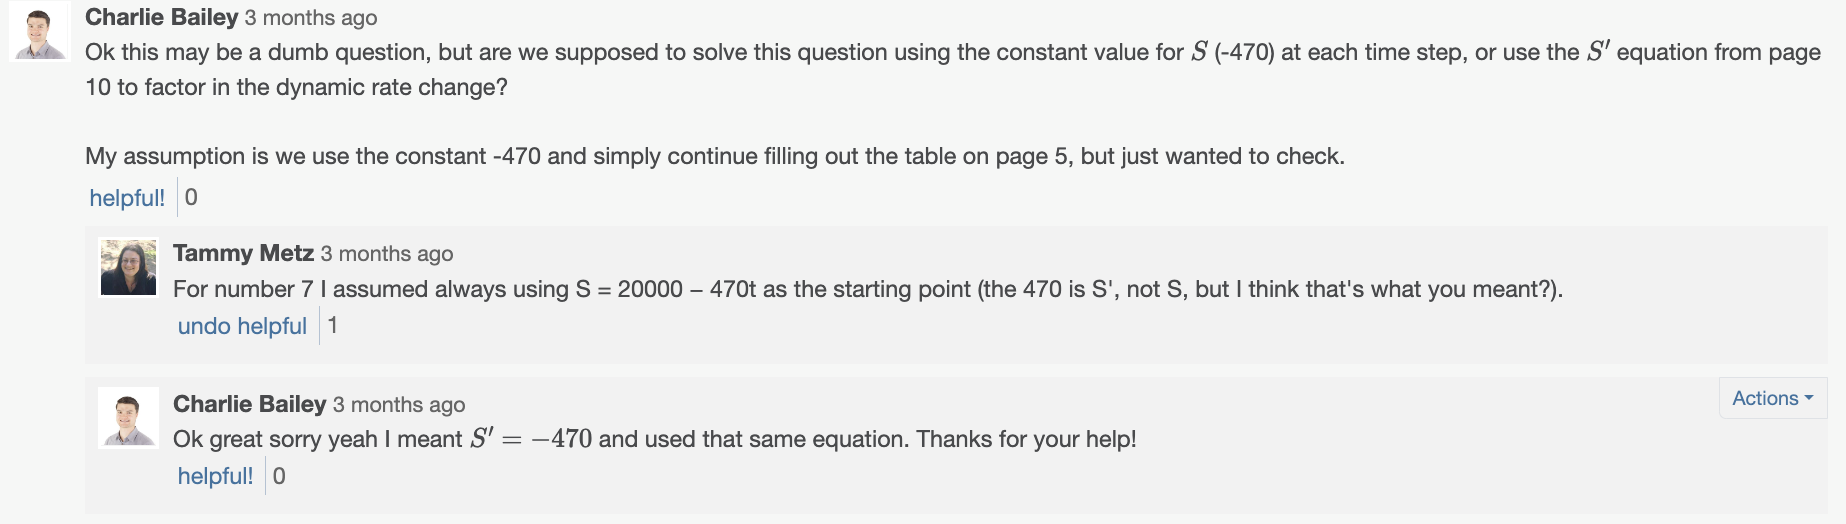 Charlie Bailey 3 months ago
Ok this may be a dumb question, but are we supposed to solve this question using the constant value for S (-470) at each time step, or use the S′ equation from page
10 to factor in the dynamic rate change?
My assumption is we use the constant -470 and simply continue filling out the table on page 5, but just wanted to check.
helpful! 0
Tammy Metz 3 months ago
For number 7 I assumed always using S = 20000 – 470t as the starting point (the 470 is S', not S, but I think that's what you meant?).
undo helpful 1
Charlie Bailey 3 months ago
Actions
Ok great sorry yeah I meant S′ = −470 and used that same equation. Thanks for your help!
helpful! 0